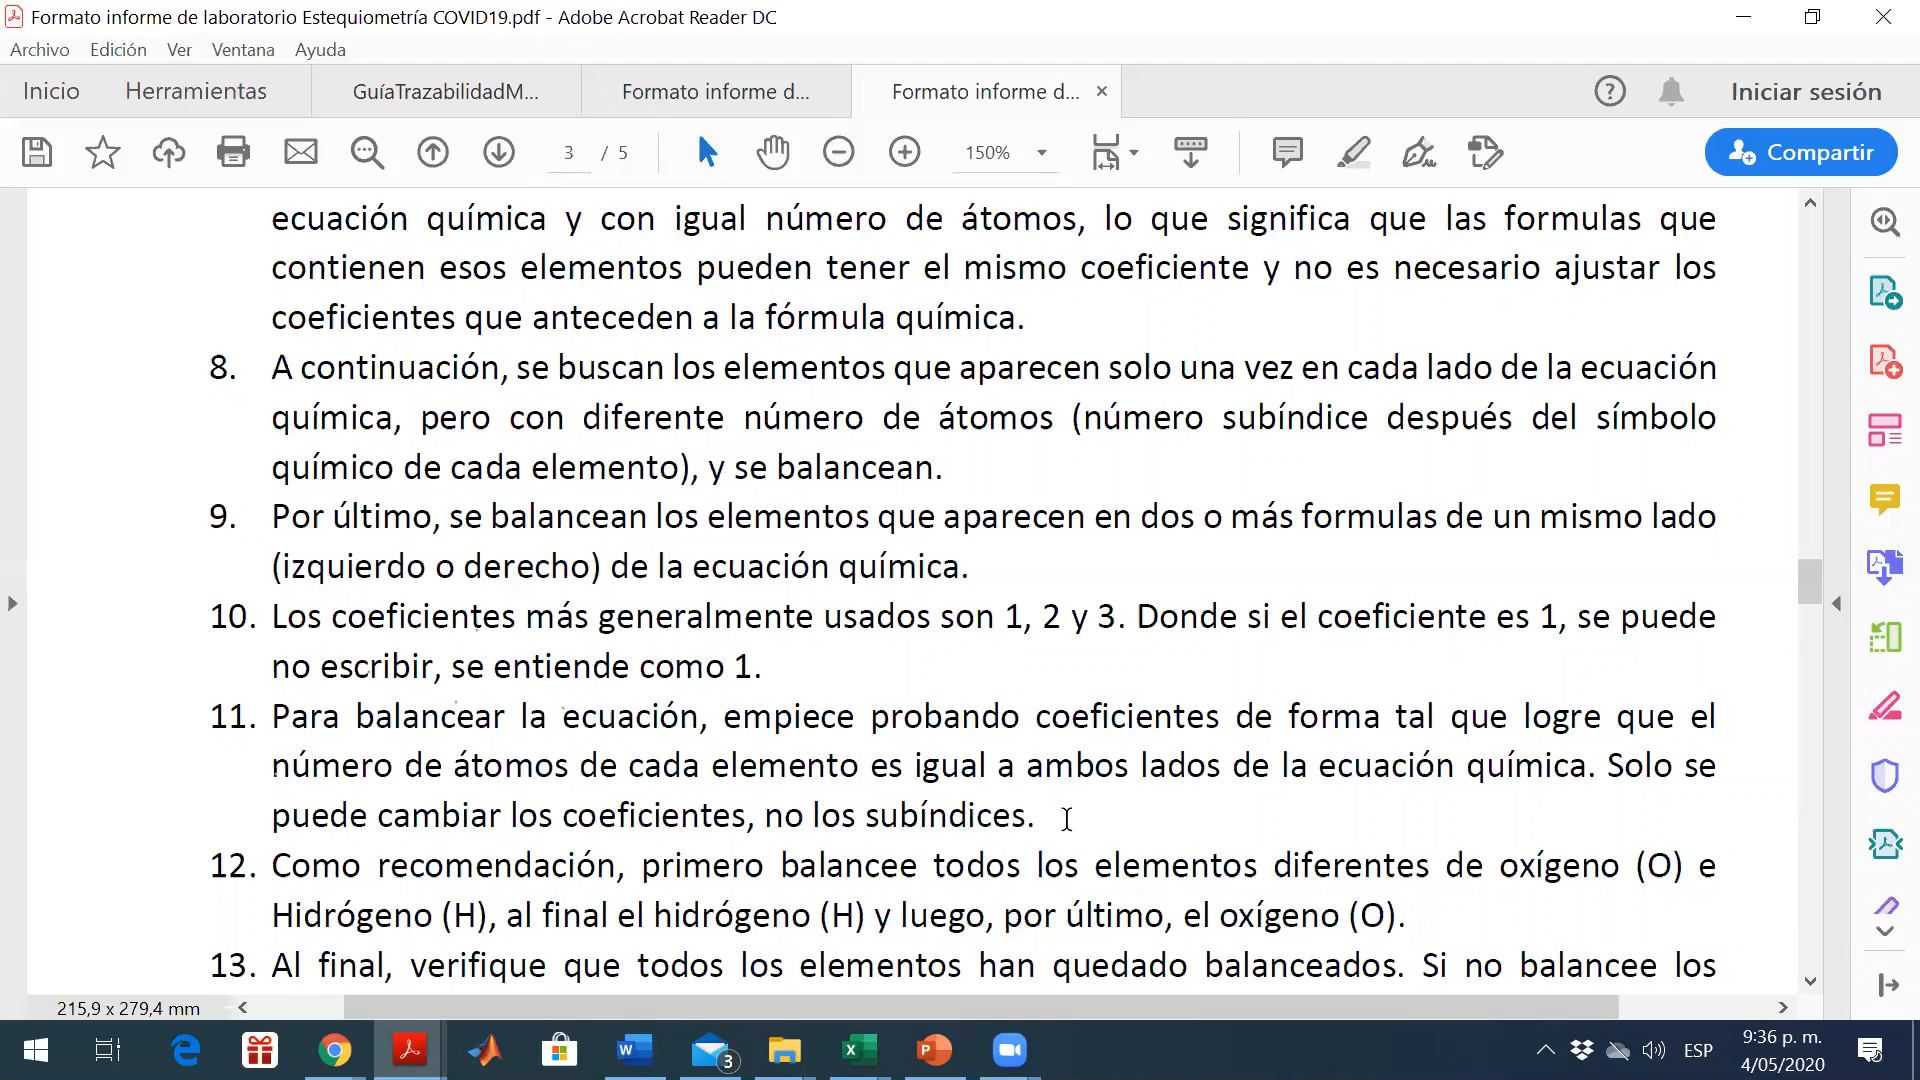 Formato informe de laboratorio Estequiometría COVID19.pdf - Adobe Acrobat Reader DC
Archivo Edición Ver Ventana Ayuda
Inicio Herramientas GuíaTrazabilidadM... Formato informe d... Formato informe d... Iniciar sesión
3 / 5 150% Compartir
ecuación química y con igual número de átomos, lo que significa que las formulas que
contienen esos elementos pueden tener el mismo coeficiente y no es necesario ajustar los
coeficientes que anteceden a la fórmula química.
8. A continuación, se buscan los elementos que aparecen solo una vez en cada lado de la ecuación
química, pero con diferente número de átomos (número subíndice después del símbolo
químico de cada elemento), y se balancean.
9. Por último, se balancean los elementos que aparecen en dos o más formulas de un mismo lado
(izquierdo o derecho) de la ecuación química.
10. Los coeficientes más generalmente usados son 1, 2 y 3. Donde si el coeficiente es 1, se puede
no escribir, se entiende como 1.
11. Para balancear la ecuación, empiece probando coeficientes de forma tal que logre que el
número de átomos de cada elemento es igual a ambos lados de la ecuación química. Solo se
puede cambiar los coeficientes, no los subíndices.
12. Como recomendación, primero balancee todos los elementos diferentes de oxígeno (O) e
Hidrógeno (H), al final el hidrógeno (H) y luego, por último, el oxígeno (O).
13. Al final, verifique que todos los elementos han quedado balanceados. Si no balancee los
215,9 x 279,4 mm
3 ESP 9:36 p. m.
4/05/2020